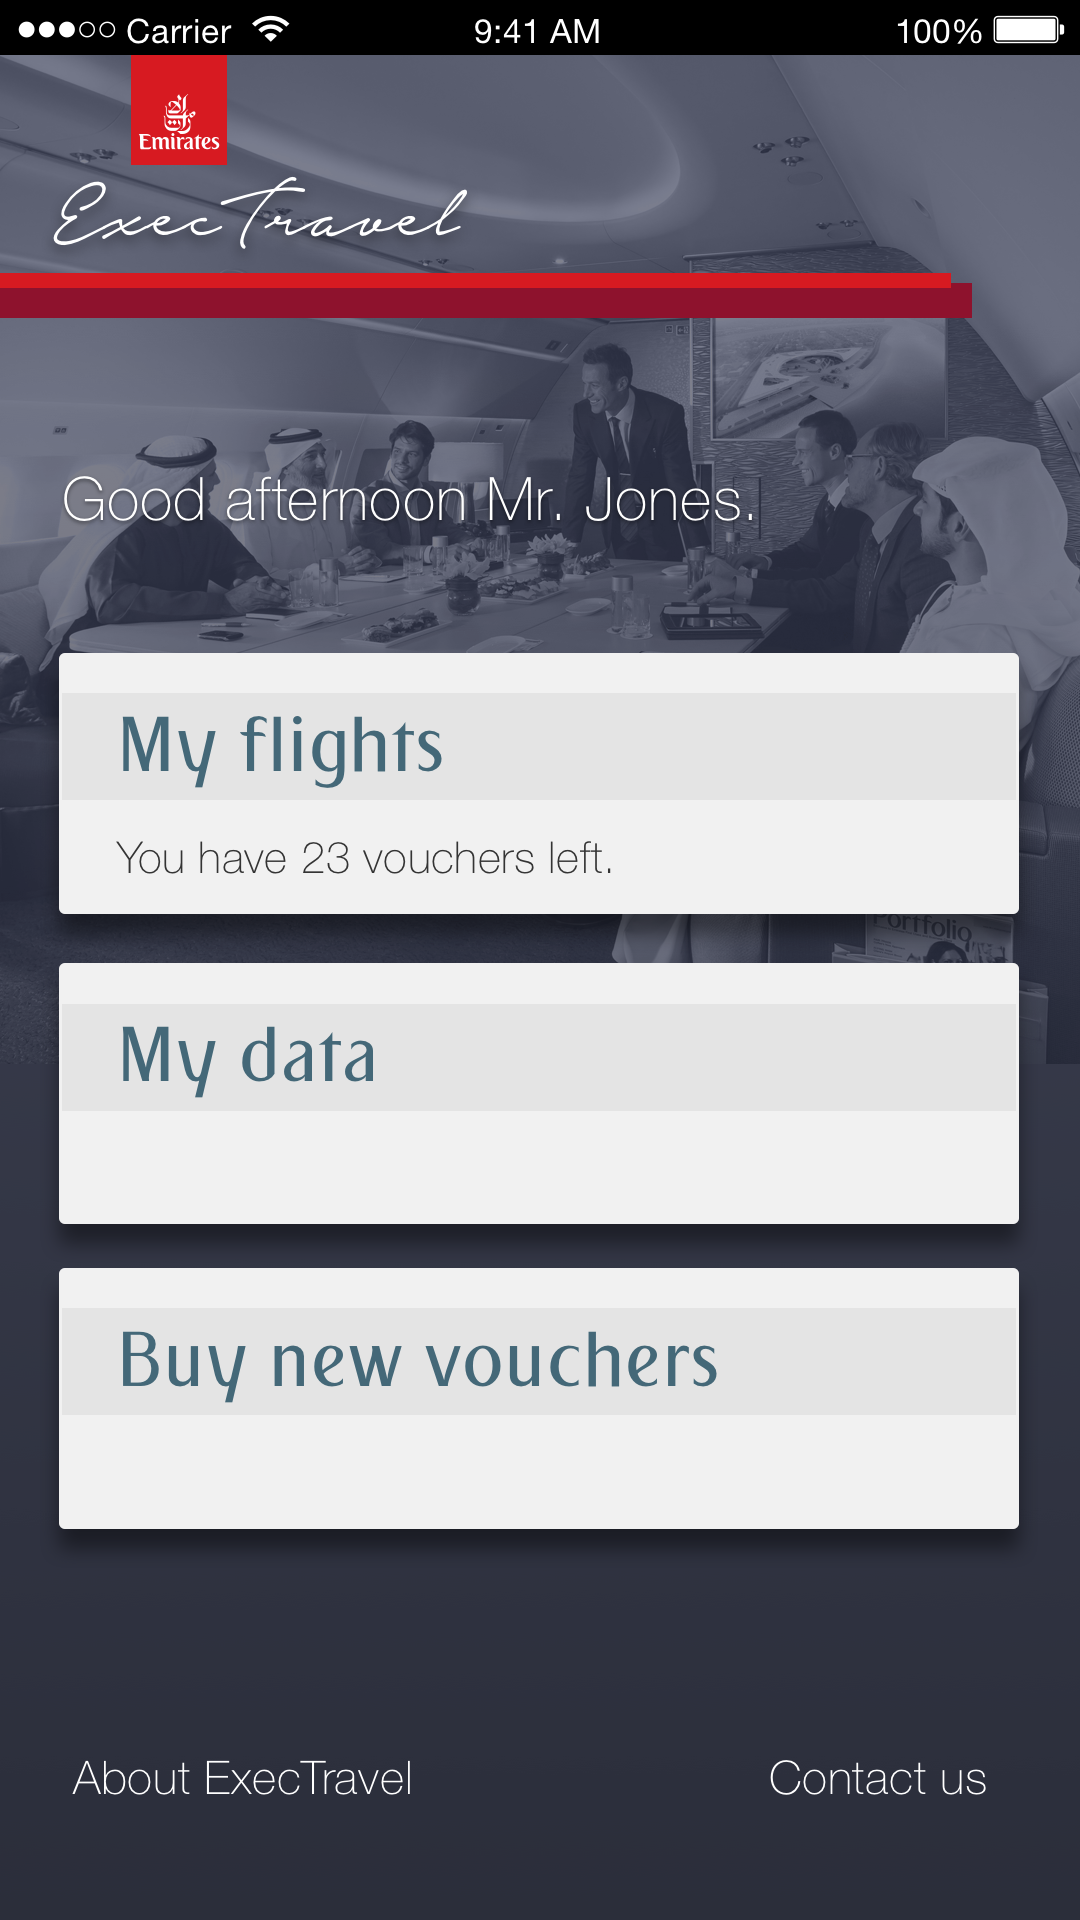 Carrier 9:41 AM 100%
Emirates
ExecTravel
Good afternoon Mr. Jones.
My flights
You have 23 vouchers left.
Portfolio
My data
Buy new vouchers
About ExecTravel Contact us